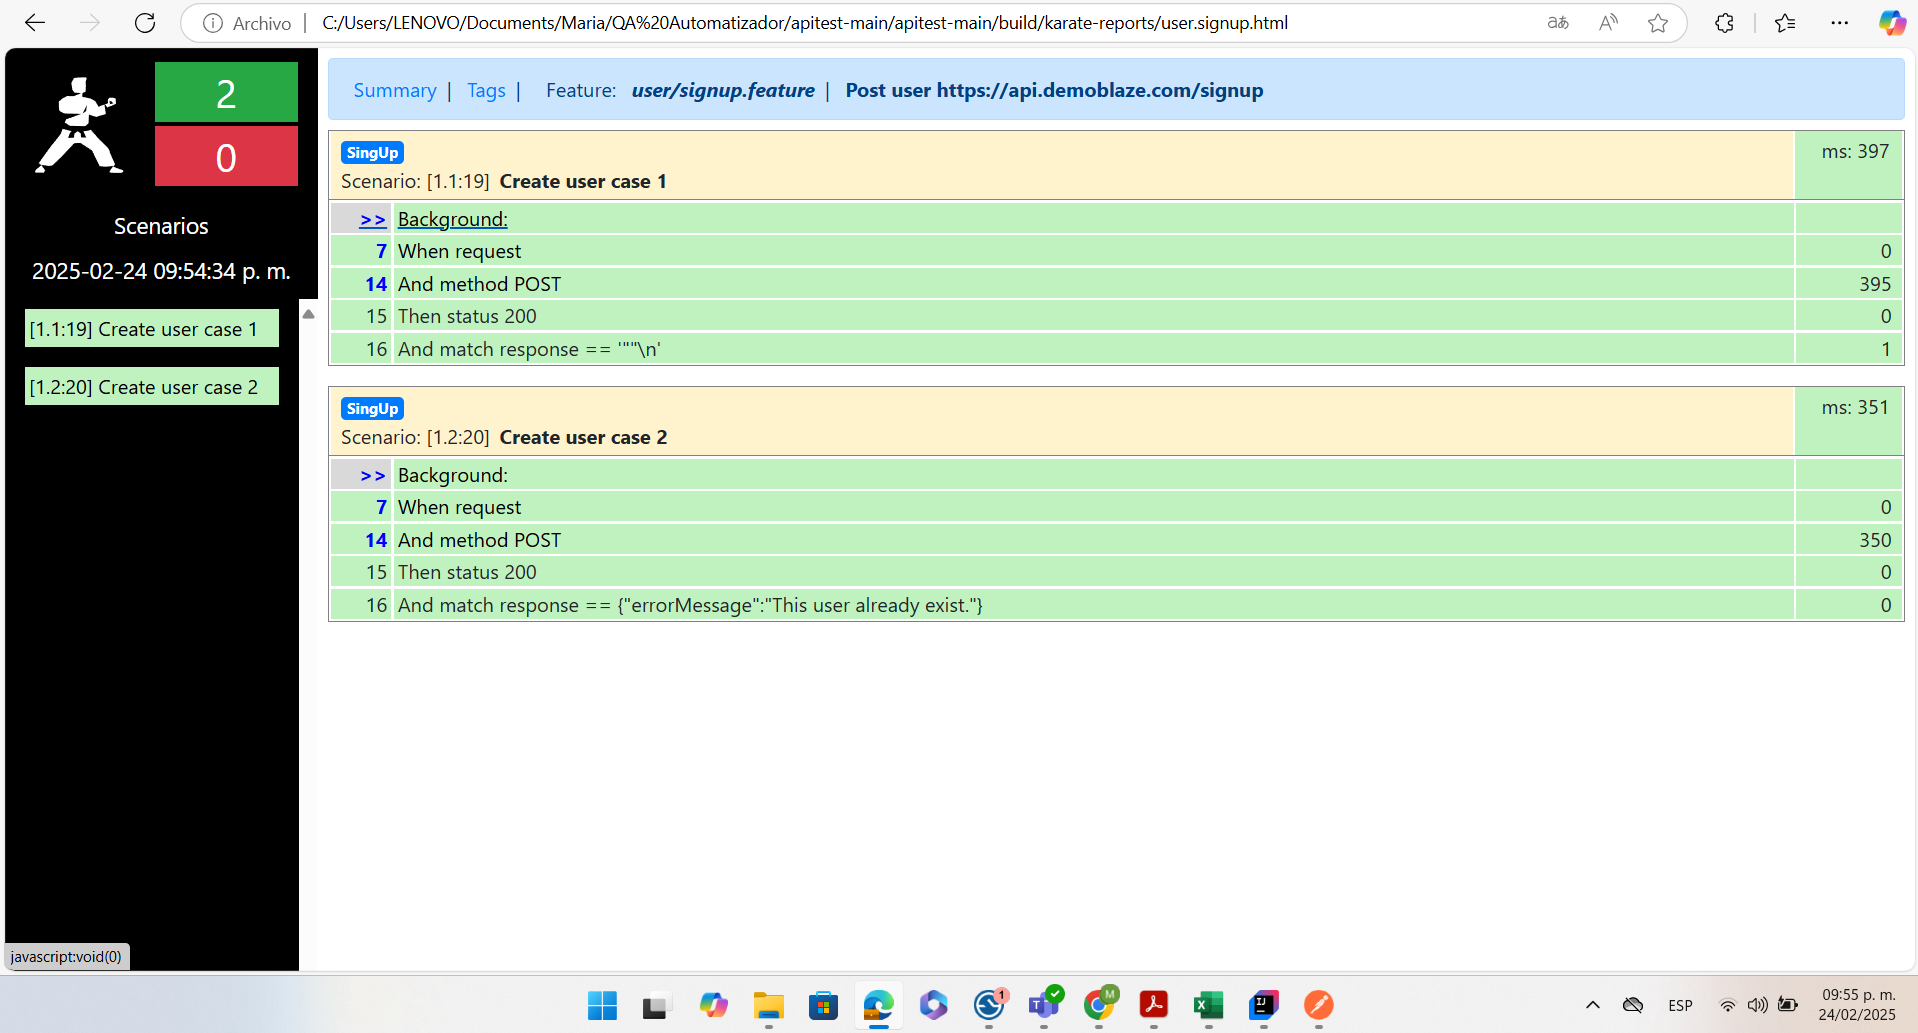 Archivo
C:/Users/LENOVO/Documents/Maria/QA%20Automatizador/apitest-main/apitest-main/build/karate-reports/user.signup.html
2
0
Scenarios
2025-02-24 09:54:34 p. m.
[1.1:19] Create user case 1
[1.2:20] Create user case 2
Summary | Tags | Feature: user/signup.feature | Post user https://api.demoblaze.com/signup
SingUp
ms: 397
Scenario: [1.1:19] Create user case 1
>> Background:
7 When request 0
14 And method POST 395
15 Then status 200 0
16 And match response == '""\n' 1
SingUp
ms: 351
Scenario: [1.2:20] Create user case 2
>> Background:
7 When request 0
14 And method POST 350
15 Then status 200 0
16 And match response == {"errorMessage":"This user already exist."} 0
javascript:void(0)
1
M
ESP
09:55 p. m.
24/02/2025